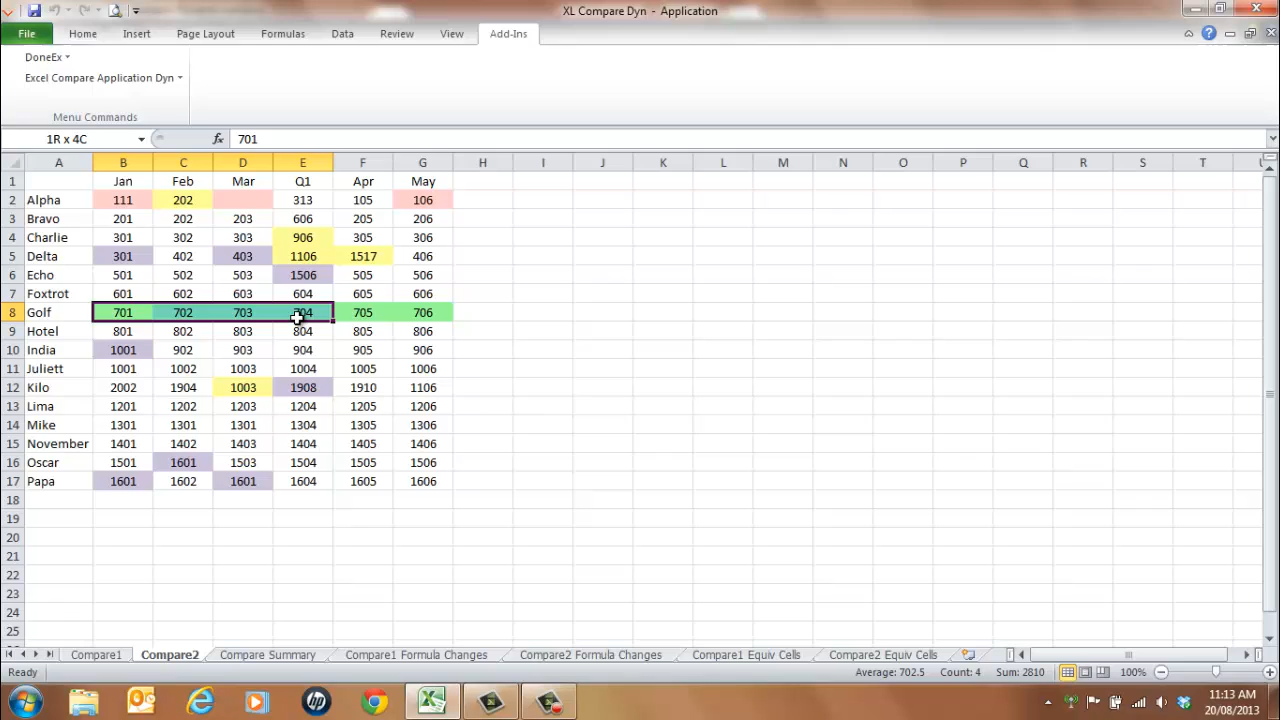 XL Compare Dyn - Application
File Home Insert Page Layout Formulas Data Review View Add-Ins
DoneEx
Excel Compare Application Dyn
Menu Commands
1R x 4C fx 701
A B C D E F G H I J K L M N O P Q R S T
1 Jan Feb Mar Q1 Apr May
2 Alpha 111 202 313 105 106
3 Bravo 201 202 203 606 205 206
4 Charlie 301 302 303 906 305 306
5 Delta 301 402 403 1106 1517 406
6 Echo 501 502 503 1506 505 506
7 Foxtrot 601 602 603 604 605 606
8 Golf 701 702 703 704 705 706
9 Hotel 801 802 803 804 805 806
10 India 1001 902 903 904 905 906
11 Juliett 1001 1002 1003 1004 1005 1006
12 Kilo 2002 1904 1003 1908 1910 1106
13 Lima 1201 1202 1203 1204 1205 1206
14 Mike 1301 1301 1301 1304 1305 1306
15 November 1401 1402 1403 1404 1405 1406
16 Oscar 1501 1601 1503 1504 1505 1506
17 Papa 1601 1602 1601 1604 1605 1606
18
19
20
21
22
23
24
25
Compare1 Compare2 Compare Summary Compare1 Formula Changes Compare2 Formula Changes Compare1 Equiv Cells Compare2 Equiv Cells
Ready Average: 702.5 Count: 4 Sum: 2810 100%
hp 11:13 AM
20/08/2013